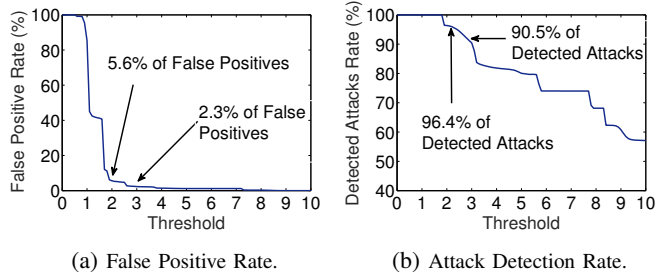 False Positive Rate (%)
100
80
60
40
20
0
5.6% of False Positives
2.3% of False
Positives
0 1 2 3 4 5 6 7 8 9 10
Threshold
(a) False Positive Rate.
Detected Attacks Rate (%)
100
90
80
70
60
50
40
90.5% of
Detected Attacks
96.4% of
Detected Attacks
0 1 2 3 4 5 6 7 8 9 10
Threshold
(b) Attack Detection Rate.